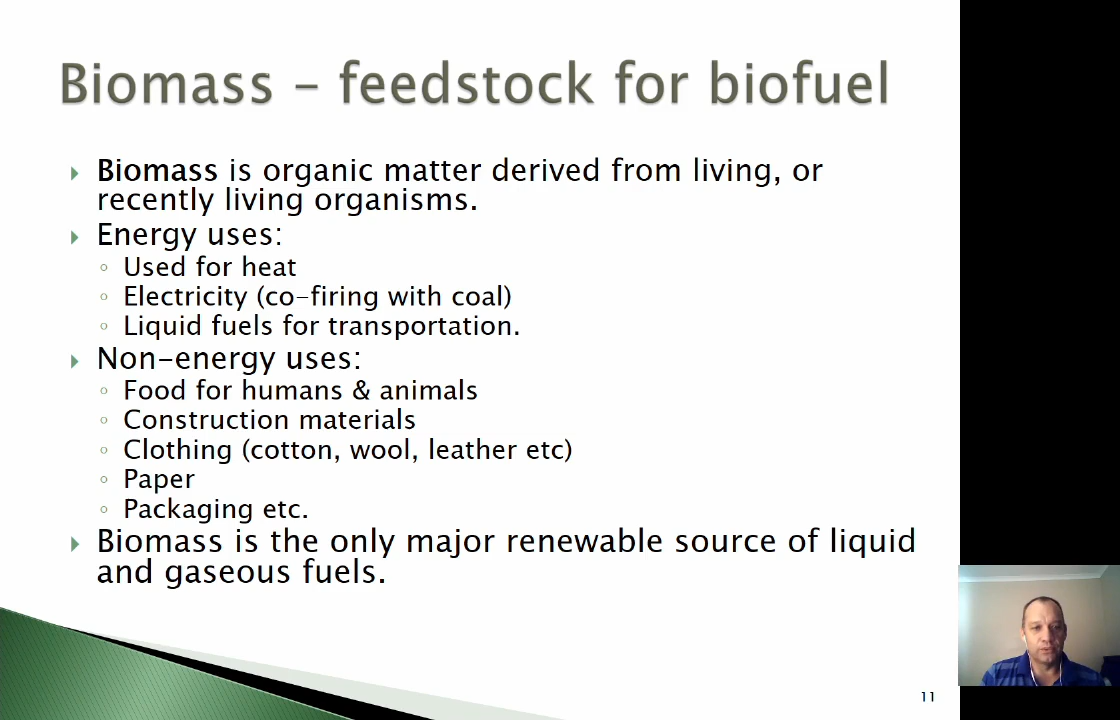 Biomass – feedstock for biofuel
Biomass is organic matter derived from living, or
recently living organisms.
Energy uses:
Used for heat
Electricity (co-firing with coal)
Liquid fuels for transportation.
Non-energy uses:
Food for humans & animals
Construction materials
Clothing (cotton, wool, leather etc)
Paper
Packaging etc.
Biomass is the only major renewable source of liquid
and gaseous fuels.
11